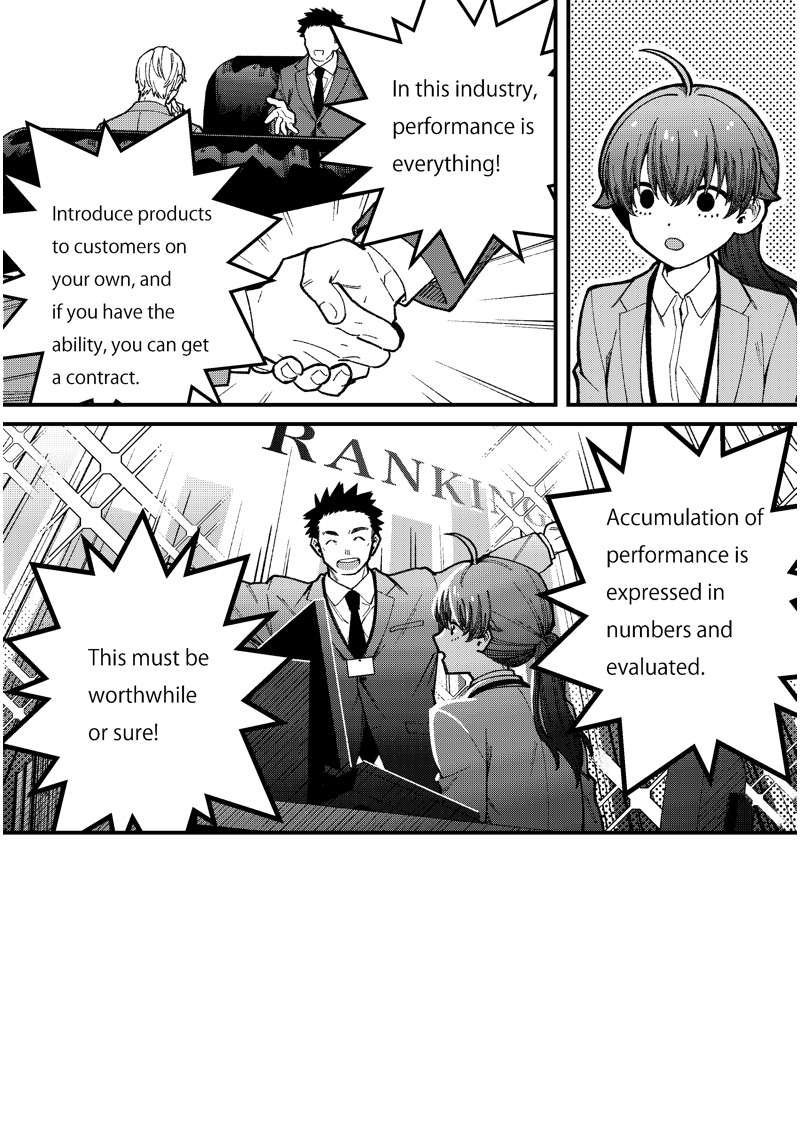 In this industry,
performance is
everything!
Introduce products
to customers on
your own, and
if you have the
ability, you can get
a contract.
RANKING
Accumulation of
performance is
expressed in
numbers and
evaluated.
This must be
worthwhile
or sure!